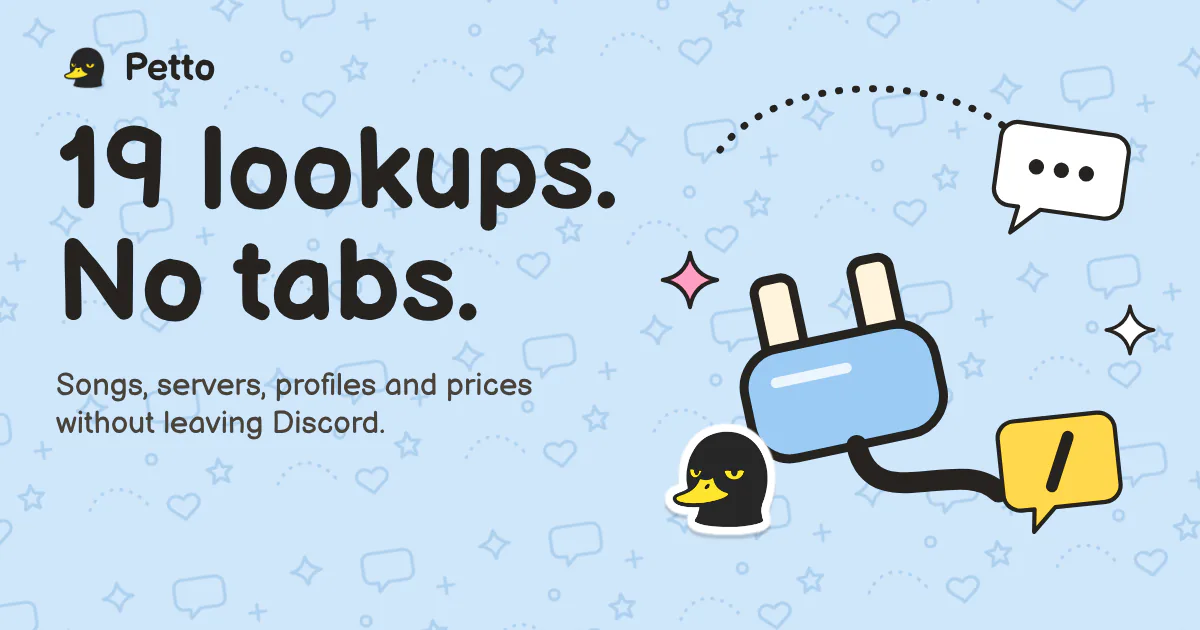 Petto
19 lookups.
No tabs.
Songs, servers, profiles and prices
without leaving Discord.
/